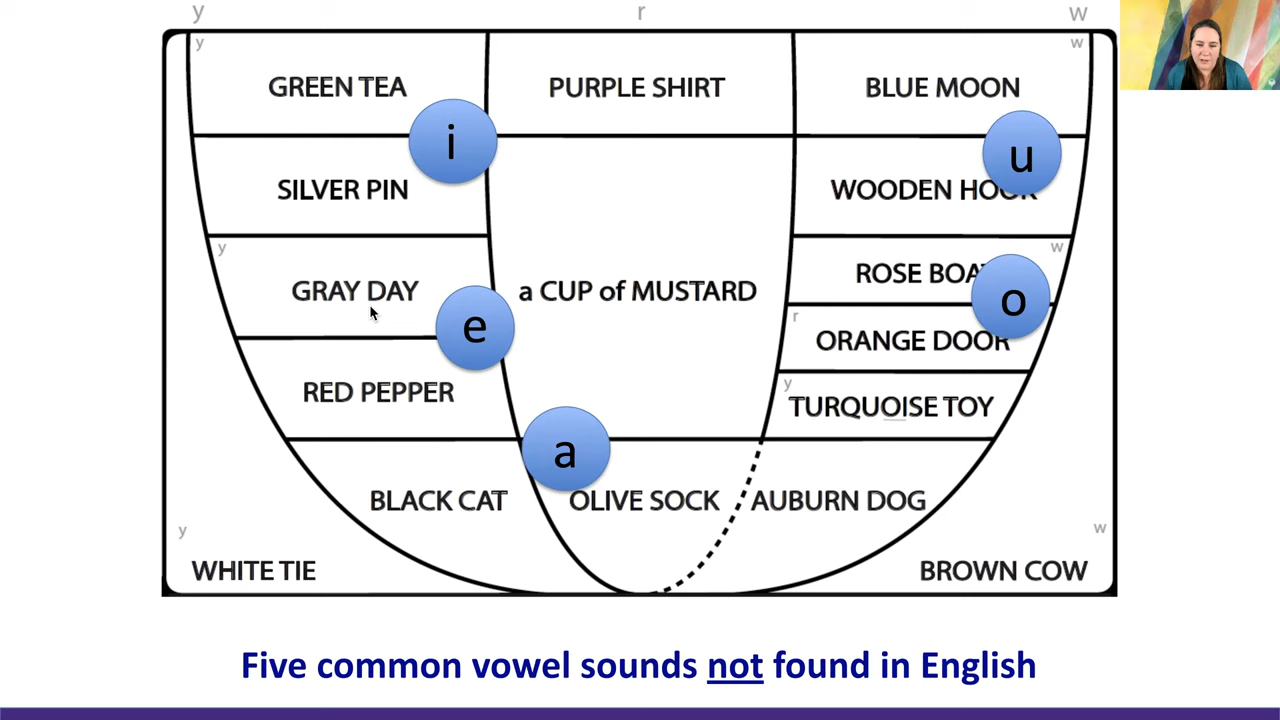 y r w
y w
GREEN TEA PURPLE SHIRT BLUE MOON
i u
SILVER PIN WOODEN HOOK
y w
GRAY DAY a CUP of MUSTARD ROSE BOAT
e o
r
ORANGE DOOR
y
RED PEPPER TURQUOISE TOY
a
BLACK CAT OLIVE SOCK AUBURN DOG
y w
WHITE TIE BROWN COW
Five common vowel sounds not found in English